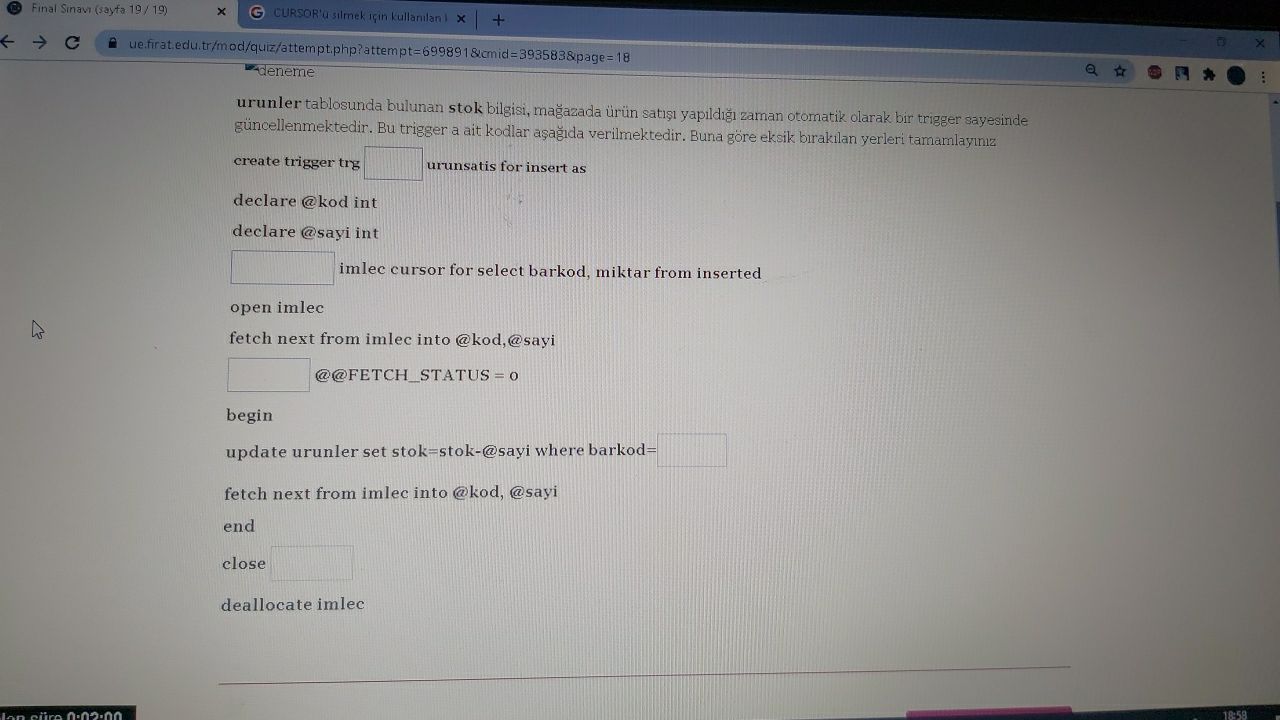 Final Sınavı (sayfa 19 / 19)
CURSOR'u silmek için kullanılan
ue.firat.edu.tr/mod/quiz/attempt.php?attempt=699891&cmid=393583&page=18
deneme
urunler tablosunda bulunan stok bilgisi, mağazada ürün satışı yapıldığı zaman otomatik olarak bir trigger sayesinde
güncellenmektedir. Bu trigger a ait kodlar aşağıda verilmektedir. Buna göre eksik bırakılan yerleri tamamlayınız
create trigger trg urunsatis for insert as
declare @kod int
declare @sayi int
imlec cursor for select barkod, miktar from inserted
open imlec
fetch next from imlec into @kod,@sayi
@@FETCH_STATUS = 0
begin
update urunler set stok=stok-@sayi where barkod=
fetch next from imlec into @kod, @sayi
end
close
deallocate imlec
süre 0:02:00
18:59